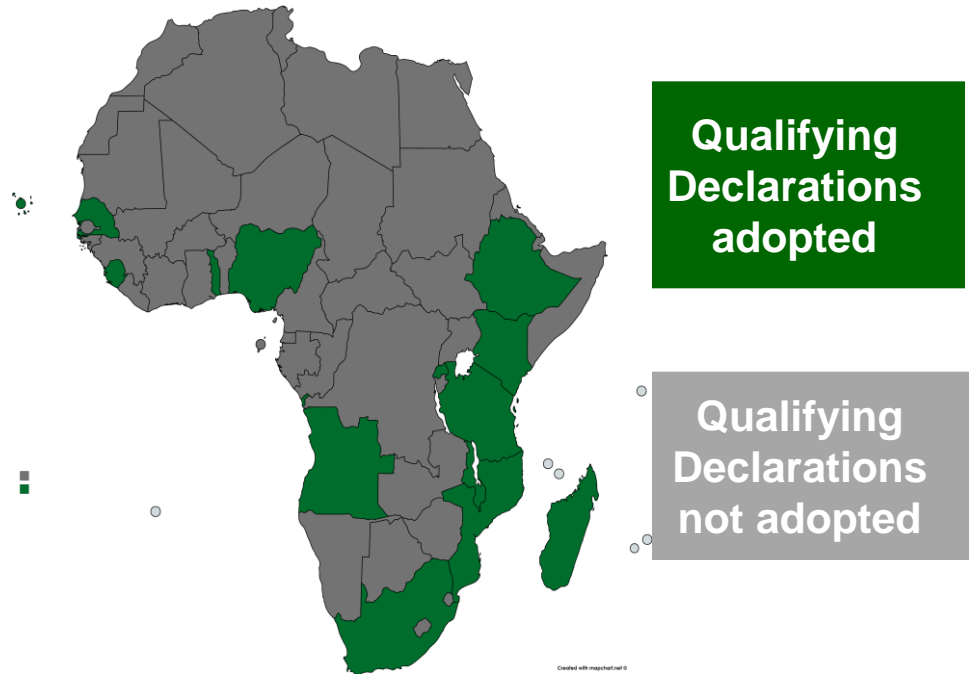 Qualifying
Declarations
adopted
Qualifying
Declarations
not adopted
Created with mapchart.net ©